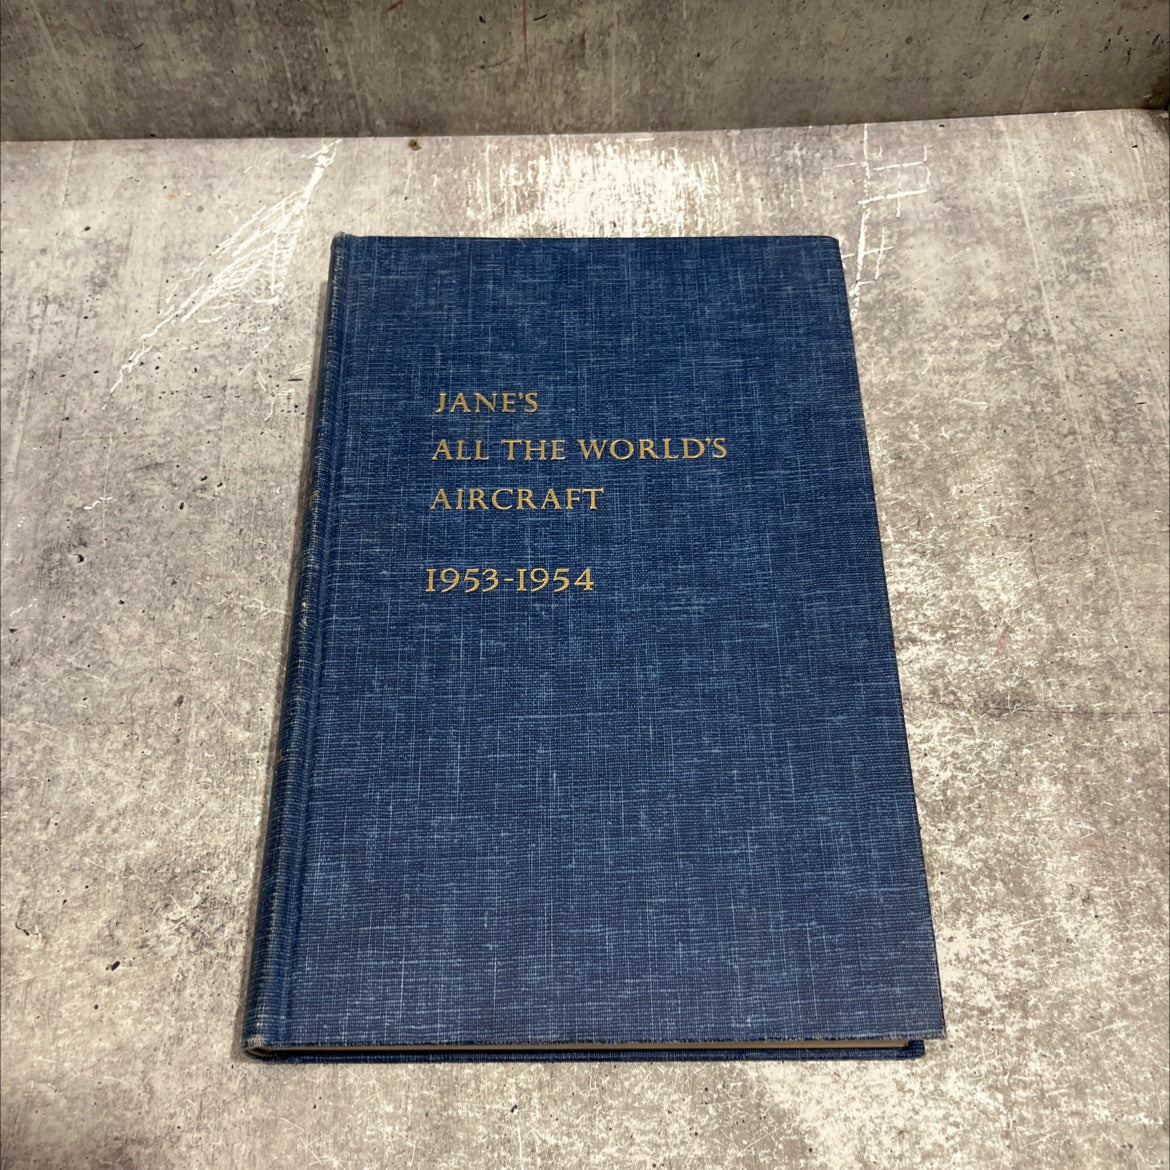 JANE'S
ALL THE WORLD'S
AIRCRAFT
1953-1954